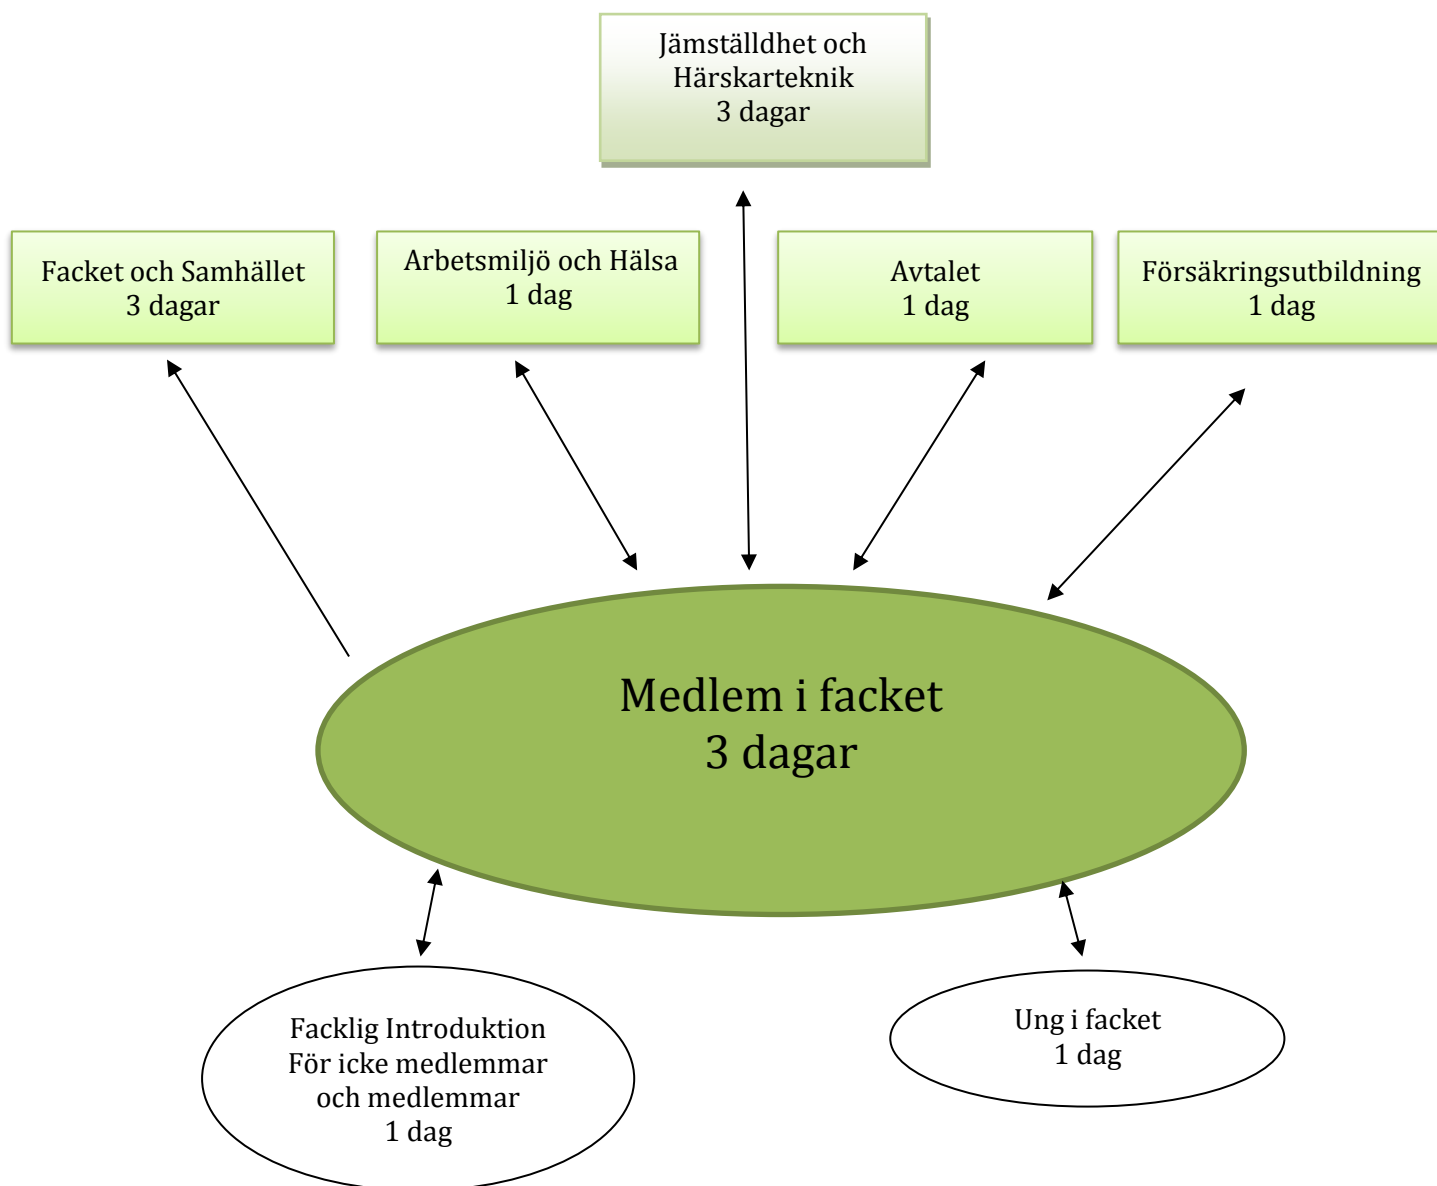 Jämställdhet och
Härskarteknik
3 dagar
Facket och Samhället
3 dagar
Arbetsmiljö och Hälsa
1 dag
Avtalet
1 dag
Försäkringsutbildning
1 dag
Medlem i facket
3 dagar
Facklig Introduktion
För icke medlemmar
och medlemmar
1 dag
Ung i facket
1 dag